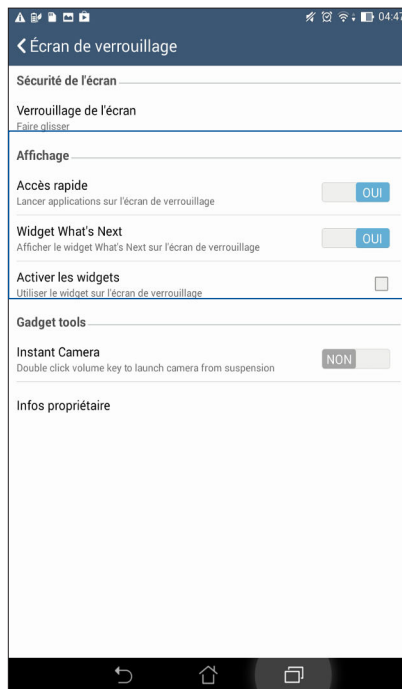 04:47
Écran de verrouillage
Sécurité de l'écran
Verrouillage de l'écran
Faire glisser
Affichage
Accès rapide
Lancer applications sur l'écran de verrouillage
OUI
Widget What's Next
Afficher le widget What's Next sur l'écran de verrouillage
OUI
Activer les widgets
Utiliser le widget sur l'écran de verrouillage
Gadget tools
Instant Camera
Double click volume key to launch camera from suspension
NON
Infos propriétaire